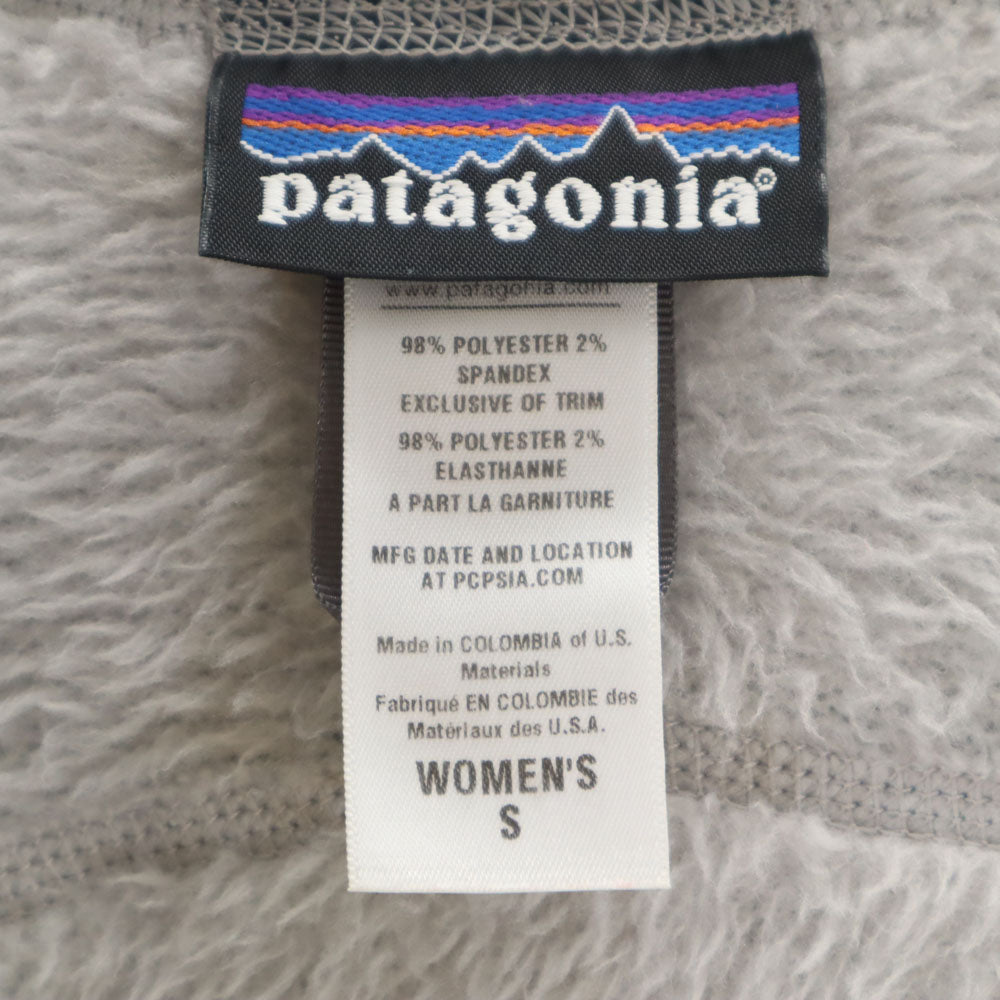 patagonia®
www.patagonia.com
98% POLYESTER 2%
SPANDEX
EXCLUSIVE OF TRIM
98% POLYESTER 2%
ELASTHANNE
A PART LA GARNITURE
MFG DATE AND LOCATION
AT PCPSIA.COM
Made in COLOMBIA of U.S.
Materials
Fabriqué EN COLOMBIE des
Matériaux des U.S.A.
WOMEN'S
S